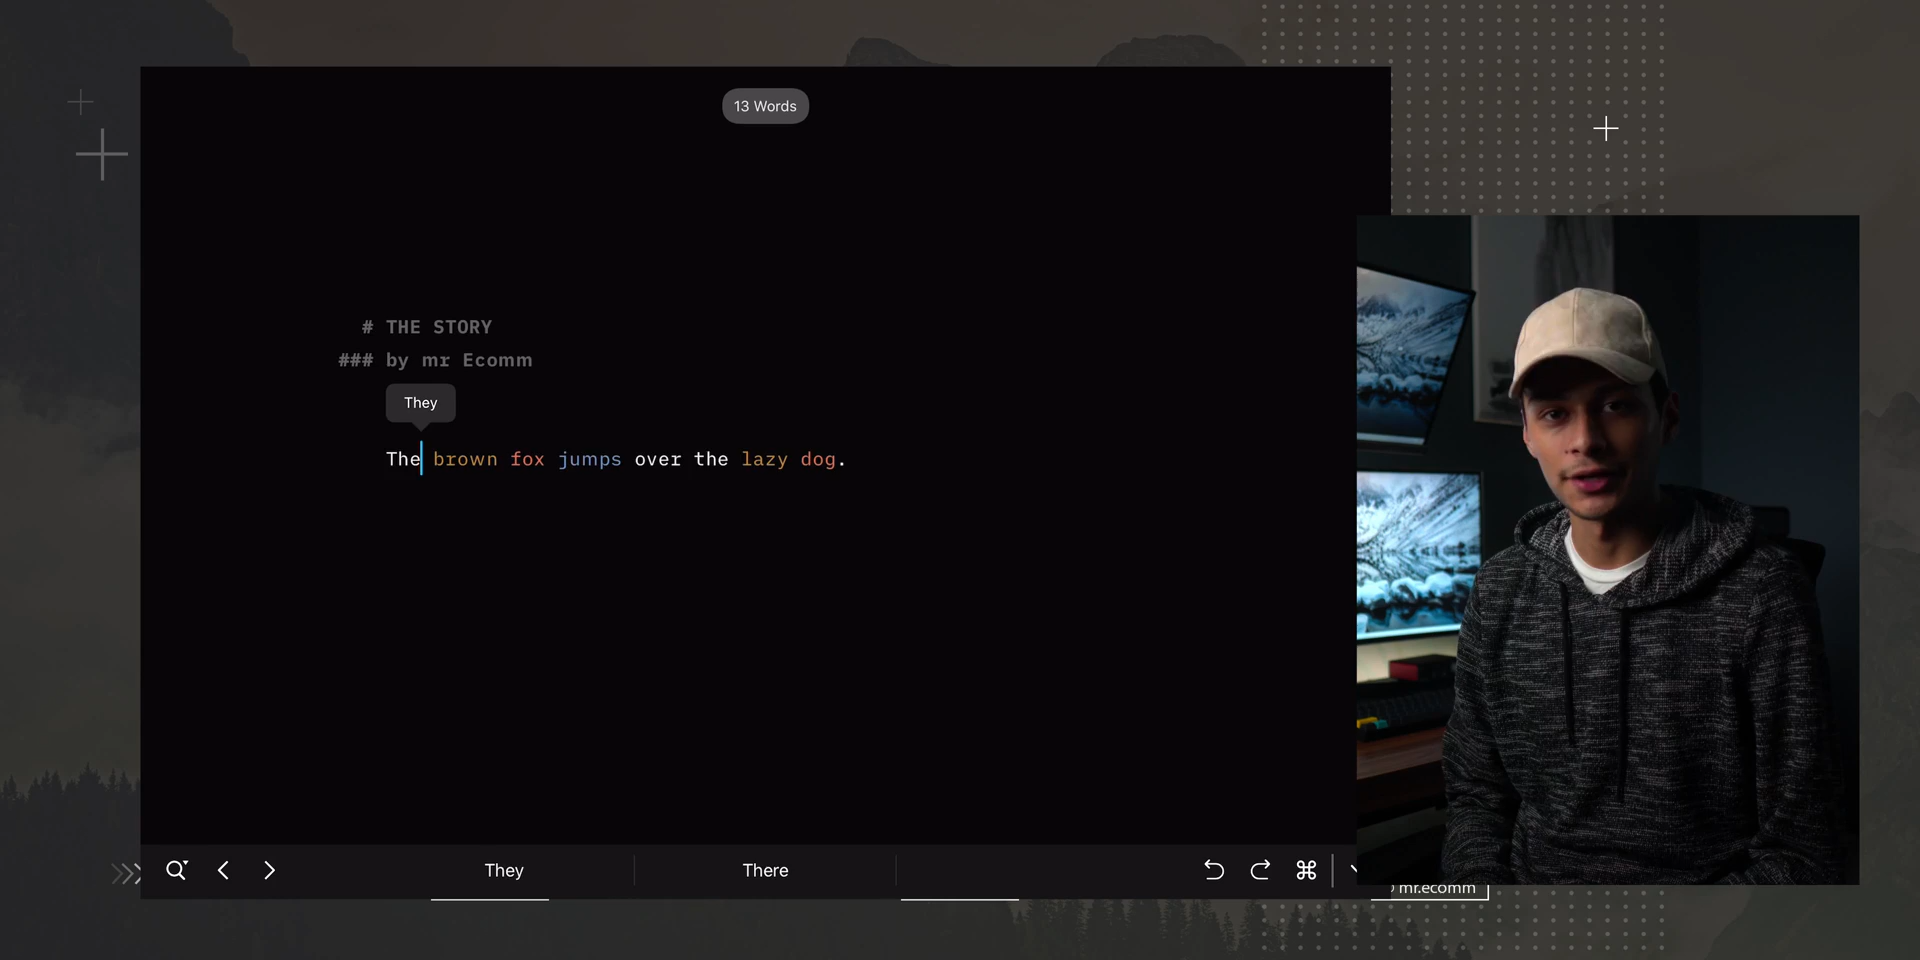 13 Words
# THE STORY
### by mr Ecomm
They
The brown fox jumps over the lazy dog.
They There
mr.ecomm